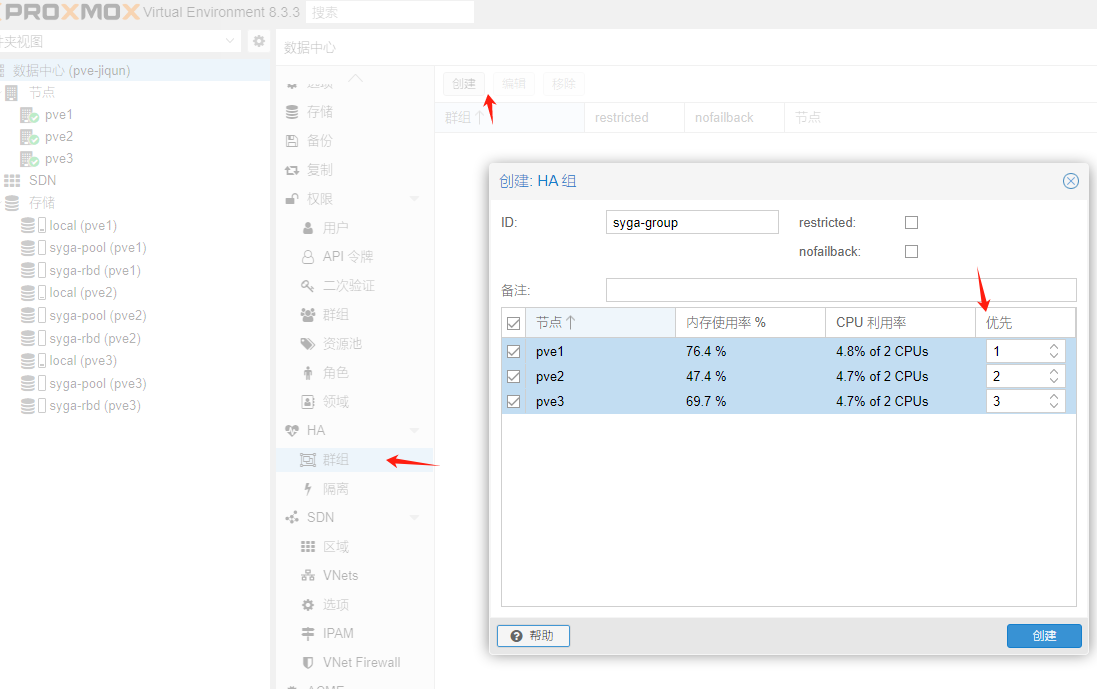 PROXMOX Virtual Environment 8.3.3 搜索
夹视图
数据中心 (pve-jiqun)
节点
pve1
pve2
pve3
SDN
存储
local (pve1)
syga-pool (pve1)
syga-rbd (pve1)
local (pve2)
syga-pool (pve2)
syga-rbd (pve2)
local (pve3)
syga-pool (pve3)
syga-rbd (pve3)
数据中心
存储
备份
复制
权限
用户
API 令牌
二次验证
群组
资源池
角色
领域
HA
群组
隔离
SDN
区域
VNets
选项
IPAM
VNet Firewall
创建 编辑 移除
群组 ↑ restricted nofailback 节点
创建: HA 组
ID: syga-group restricted:
nofailback:
备注:
节点 ↑ 内存使用率 % CPU 利用率 优先
pve1 76.4 % 4.8% of 2 CPUs 1
pve2 47.4 % 4.7% of 2 CPUs 2
pve3 69.7 % 4.7% of 2 CPUs 3
帮助 创建